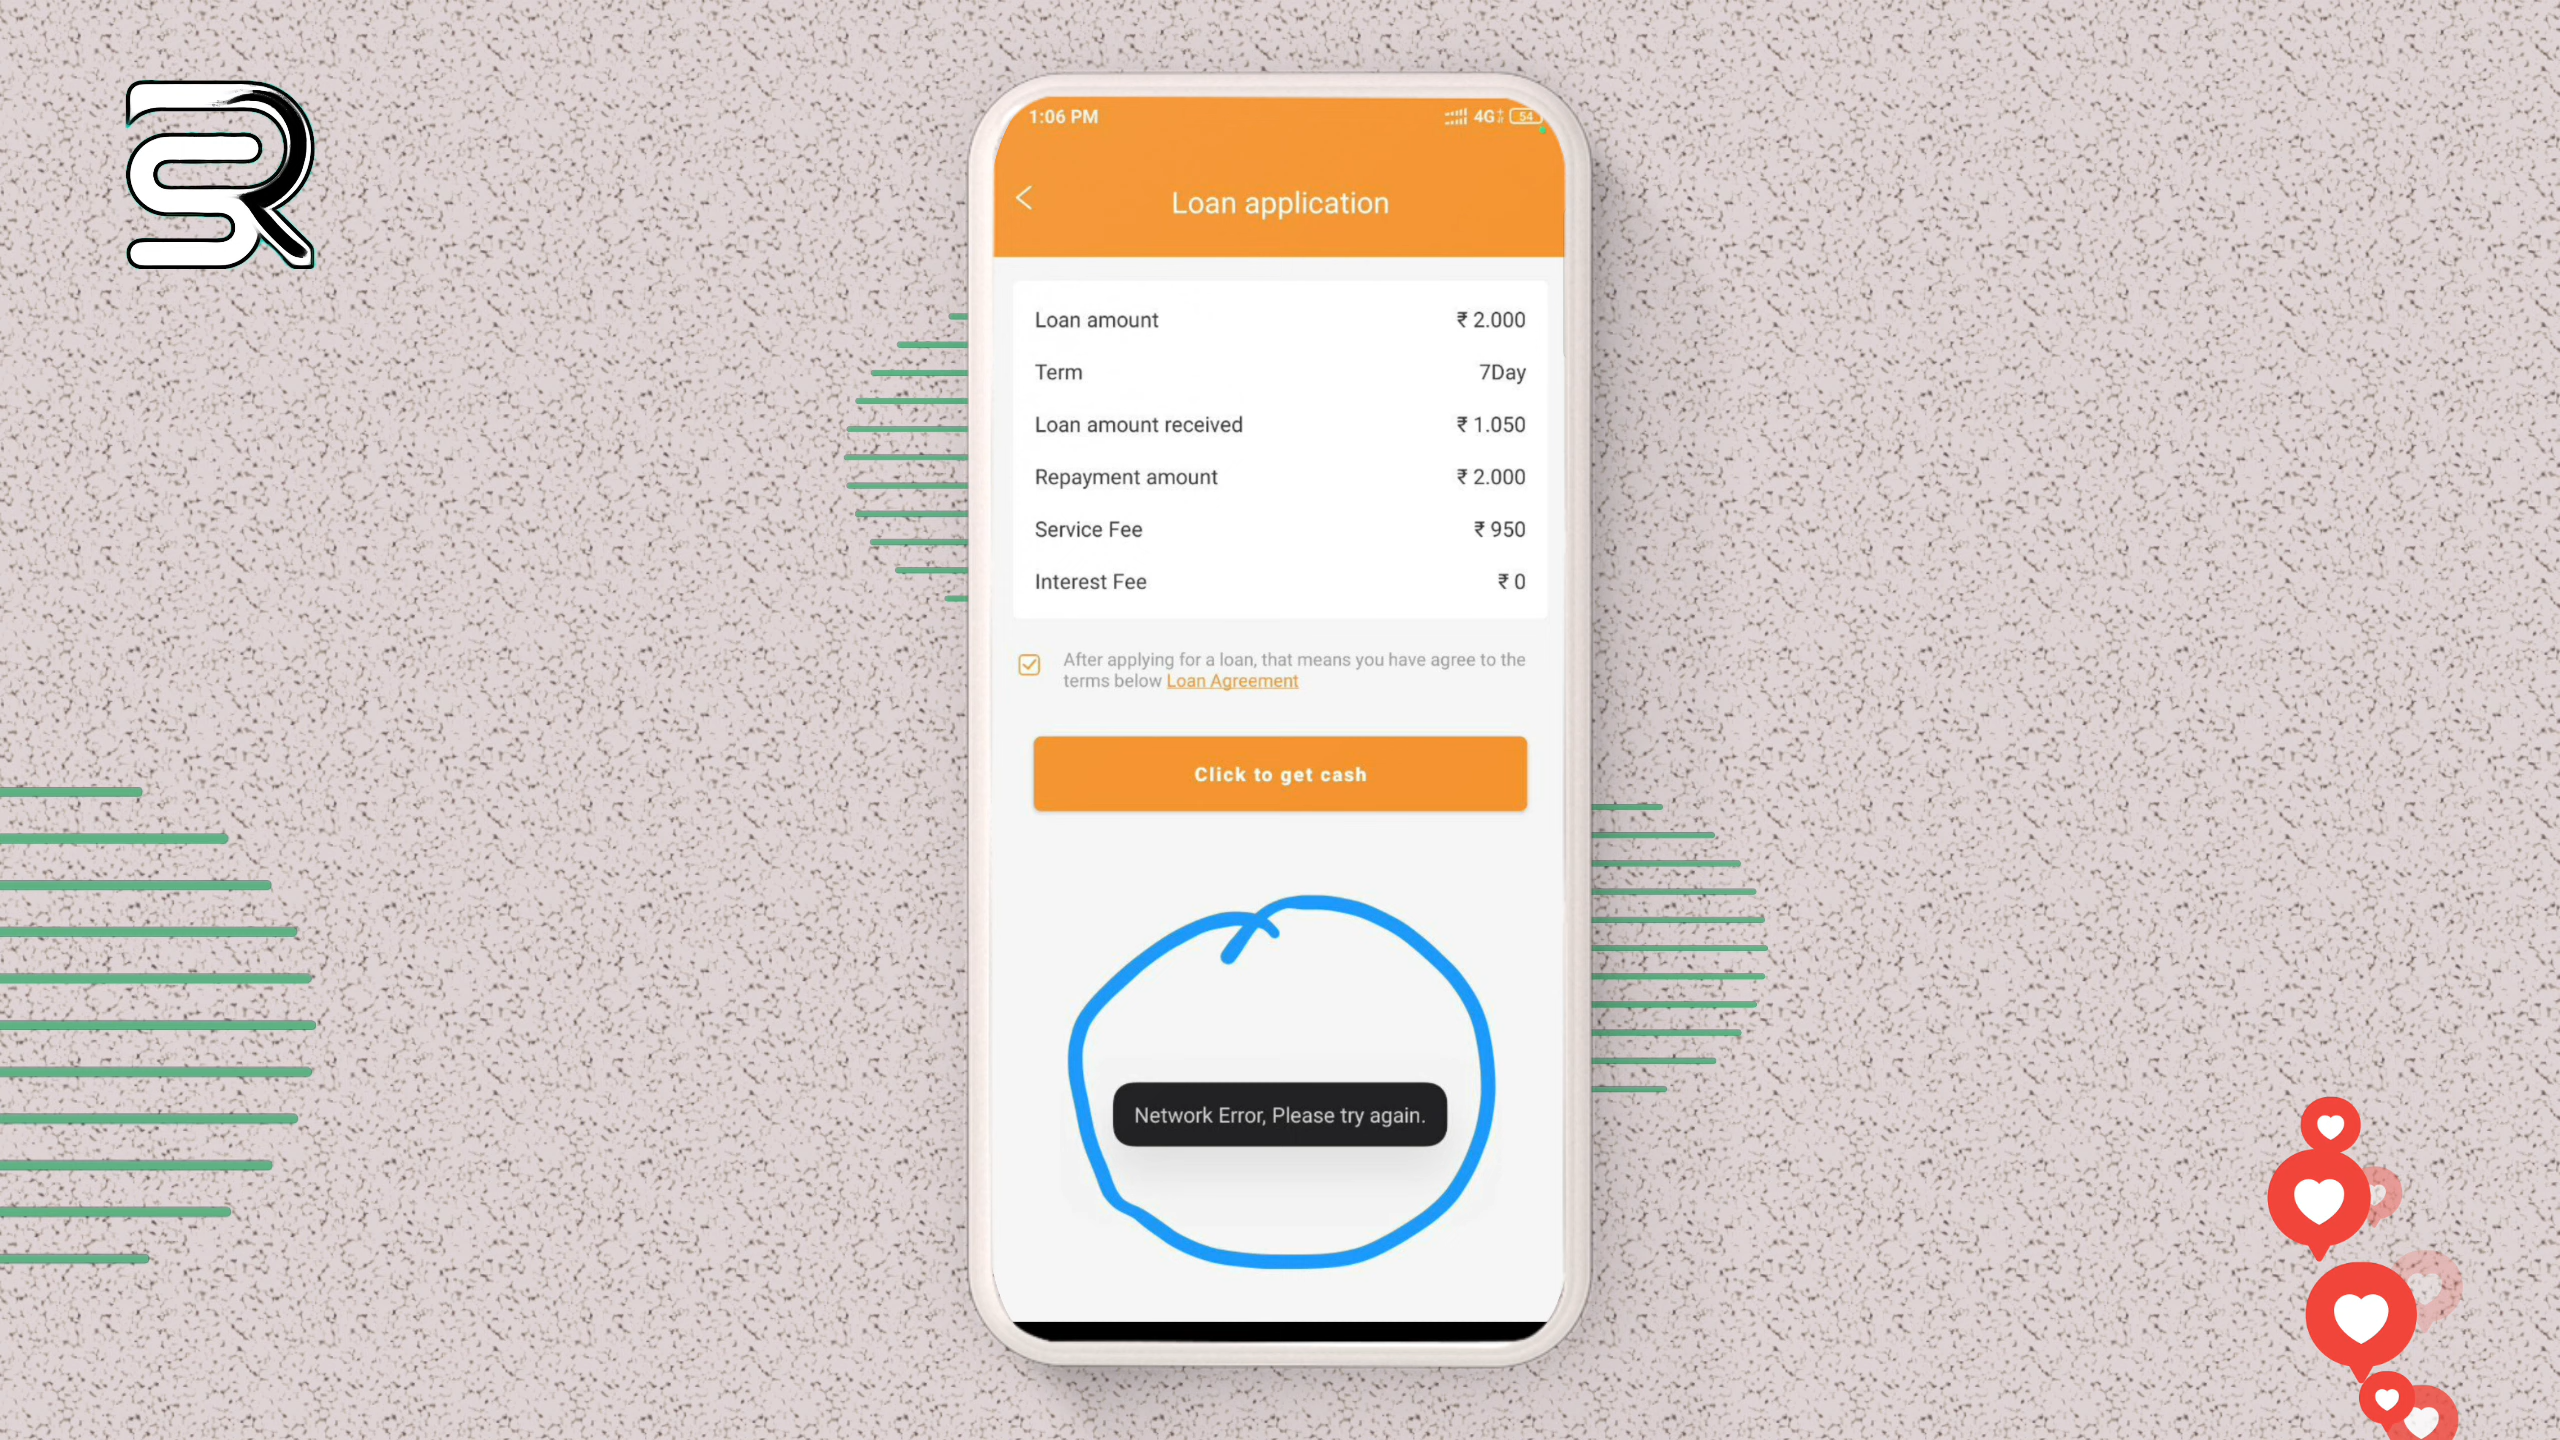 1:06 PM 4G 54
Loan application
Loan amount ₹ 2.000
Term 7Day
Loan amount received ₹ 1.050
Repayment amount ₹ 2.000
Service Fee ₹ 950
Interest Fee ₹ 0
After applying for a loan, that means you have agree to the
terms below Loan Agreement
Click to get cash
Network Error, Please try again.